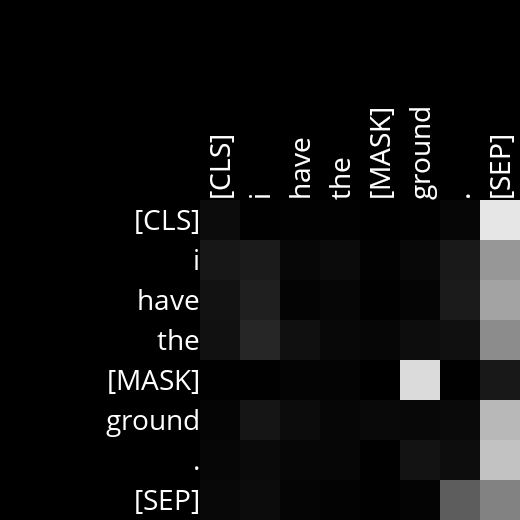 [CLS] i have the [MASK] ground . [SEP]
[CLS]
i
have
the
[MASK]
ground
.
[SEP]